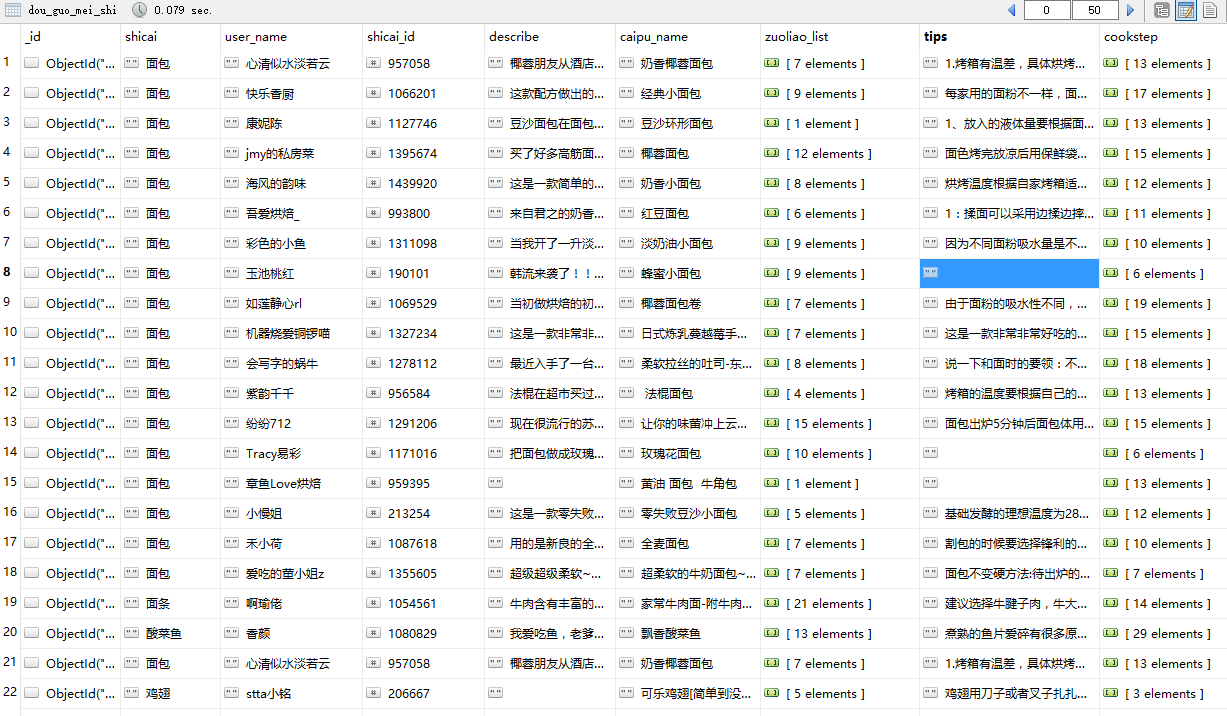 dou_guo_mei_shi 0.079 sec. 0 50
_id shicai user_name shicai_id describe caipu_name zuoliao_list tips cookstep
1 ObjectId("... "" 面包 "" 心清似水淡若云 # 957058 "" 椰蓉朋友从酒店... "" 奶香椰蓉面包 [ 7 elements ] "" 1.烤箱有温差，具体烘烤... [ 13 elements ]
2 ObjectId("... "" 面包 "" 快乐香厨 # 1066201 "" 这款配方做出的... "" 经典小面包 [ 9 elements ] "" 每家用的面粉不一样，面... [ 17 elements ]
3 ObjectId("... "" 面包 "" 康妮陈 # 1127746 "" 豆沙面包在面包... "" 豆沙环形面包 [ 1 element ] "" 1、放入的液体量要根据面... [ 13 elements ]
4 ObjectId("... "" 面包 "" jmy的私房菜 # 1395674 "" 买了好多高筋面... "" 椰蓉面包 [ 12 elements ] "" 面色烤完放凉后用保鲜袋... [ 15 elements ]
5 ObjectId("... "" 面包 "" 海风的韵味 # 1439920 "" 这是一款简单的... "" 奶香小面包 [ 8 elements ] "" 烘烤温度根据自家烤箱适... [ 12 elements ]
6 ObjectId("... "" 面包 "" 吾爱烘焙_ # 993800 "" 来自君之的奶香... "" 红豆面包 [ 6 elements ] "" 1：揉面可以采用边揉边摔... [ 11 elements ]
7 ObjectId("... "" 面包 "" 彩色的小鱼 # 1311098 "" 当我开了一升淡... "" 淡奶油小面包 [ 9 elements ] "" 因为不同面粉吸水量是不... [ 10 elements ]
8 ObjectId("... "" 面包 "" 玉池桃红 # 190101 "" 韩流来袭了！！... "" 蜂蜜小面包 [ 9 elements ] "" [ 6 elements ]
9 ObjectId("... "" 面包 "" 如莲静心rl # 1069529 "" 当初做烘焙的初... "" 椰蓉面包卷 [ 7 elements ] "" 由于面粉的吸水性不同，... [ 19 elements ]
10 ObjectId("... "" 面包 "" 机器烧爱铜锣喵 # 1327234 "" 这是一款非常非... "" 日式炼乳蔓越莓手... [ 7 elements ] "" 这是一款非常非常好吃的... [ 15 elements ]
11 ObjectId("... "" 面包 "" 会写字的蜗牛 # 1278112 "" 最近入手了一台... "" 柔软拉丝的吐司-东... [ 8 elements ] "" 说一下和面时的要领：不... [ 18 elements ]
12 ObjectId("... "" 面包 "" 紫韵千千 # 956584 "" 法棍在超市买过... "" 法棍面包 [ 4 elements ] "" 烤箱的温度要根据自己的... [ 13 elements ]
13 ObjectId("... "" 面包 "" 纷纷712 # 1291206 "" 现在很流行的苏... "" 让你的味蕾冲上云... [ 15 elements ] "" 面包出炉5分钟后面包体用... [ 15 elements ]
14 ObjectId("... "" 面包 "" Tracy易彩 # 1171016 "" 把面包做成玫瑰... "" 玫瑰花面包 [ 10 elements ] "" [ 6 elements ]
15 ObjectId("... "" 面包 "" 章鱼Love烘焙 # 959395 "" "" 黄油 面包 牛角包 [ 1 element ] "" [ 13 elements ]
16 ObjectId("... "" 面包 "" 小慢姐 # 213254 "" 这是一款零失败... "" 零失败豆沙小面包 [ 5 elements ] "" 基础发酵的理想温度为28... [ 12 elements ]
17 ObjectId("... "" 面包 "" 禾小荷 # 1087618 "" 用的是新良的全... "" 全麦面包 [ 7 elements ] "" 割包的时候要选择锋利的... [ 10 elements ]
18 ObjectId("... "" 面包 "" 爱吃的董小姐z # 1355605 "" 超级超级柔软~... "" 超柔软的牛奶面包~... [ 7 elements ] "" 面包不变硬方法:待出炉的... [ 7 elements ]
19 ObjectId("... "" 面条 "" 啊瑜佬 # 1054561 "" 牛肉含有丰富的... "" 家常牛肉面-附牛肉... [ 21 elements ] "" 建议选择牛腱子肉，牛大... [ 14 elements ]
20 ObjectId("... "" 酸菜鱼 "" 香颜 # 1080829 "" 我爱吃鱼，老爹... "" 飘香酸菜鱼 [ 13 elements ] "" 煮熟的鱼片爱碎有很多原... [ 29 elements ]
21 ObjectId("... "" 面包 "" 心清似水淡若云 # 957058 "" 椰蓉朋友从酒店... "" 奶香椰蓉面包 [ 7 elements ] "" 1.烤箱有温差，具体烘烤... [ 13 elements ]
22 ObjectId("... "" 鸡翅 "" stta小铭 # 206667 "" "" 可乐鸡翅[简单到没... [ 5 elements ] "" 鸡翅用刀子或者叉子扎扎... [ 3 elements ]